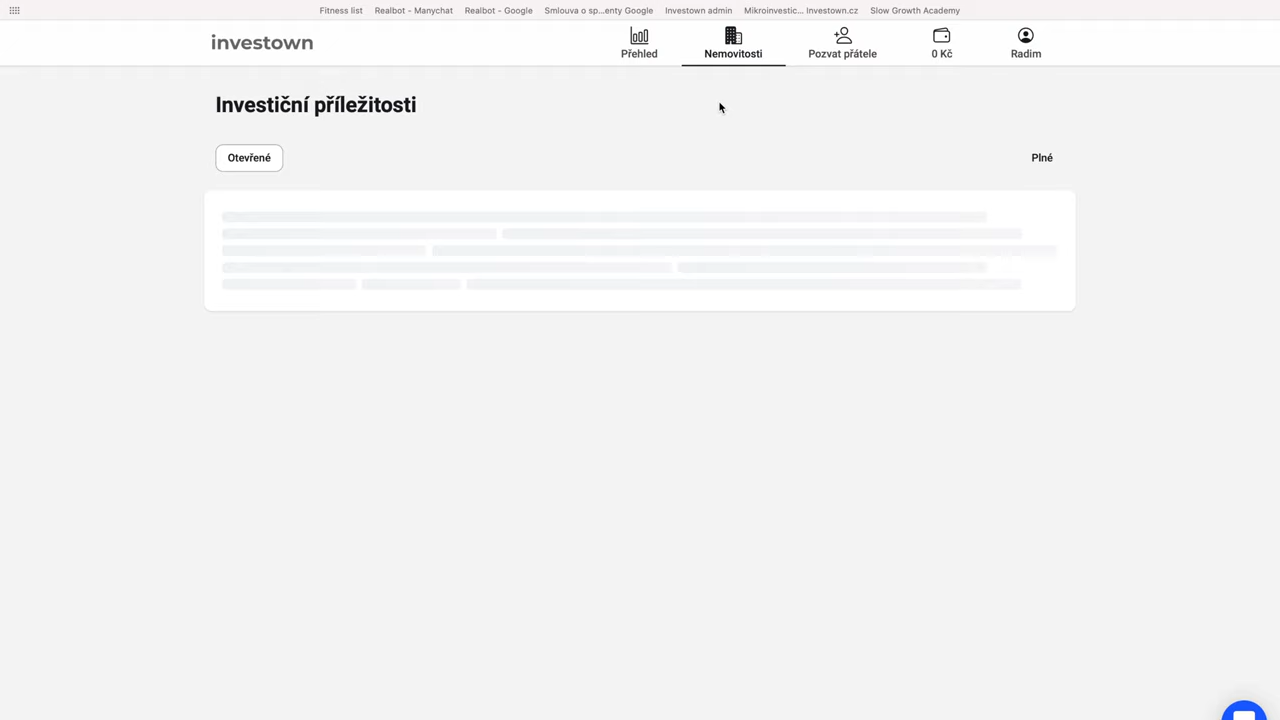 Fitness list Realbot - Manychat Realbot - Google Smlouva o sp...enty Google Investown admin Mikroinvestic... Investown.cz Slow Growth Academy
investown
Přehled Nemovitosti Pozvat přátele 0 Kč Radim
Investiční příležitosti
Otevřené Plné